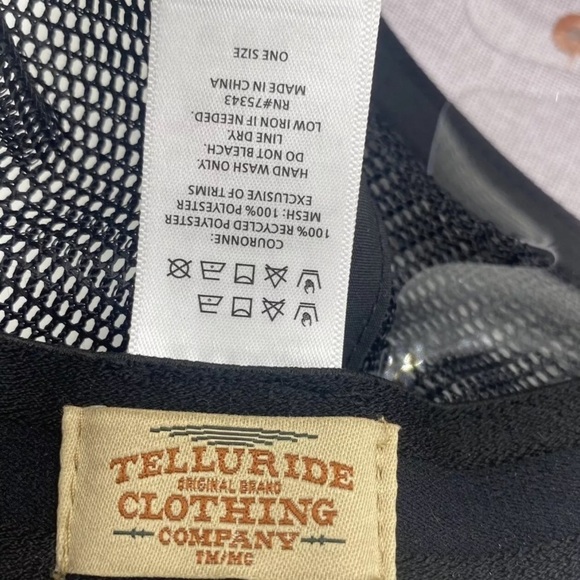 COURONNE:
100% RECYCLED POLYESTER
MESH: 100% POLYESTER
EXCLUSIVE OF TRIMS
HAND WASH ONLY.
DO NOT BLEACH.
LINE DRY.
LOW IRON IF NEEDED.
RN#75343
MADE IN CHINA
ONE SIZE
TELLURIDE
ORIGINAL BRAND
CLOTHING
COMPANY
TM/MC